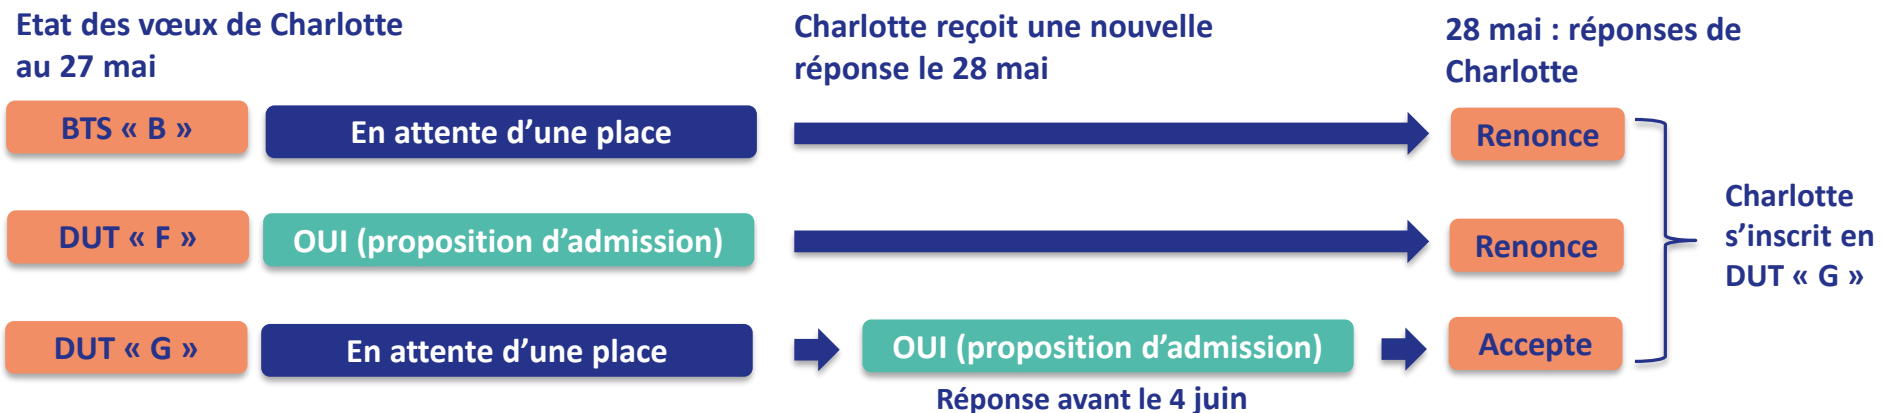 Etat des vœux de Charlotte
au 27 mai
Charlotte reçoit une nouvelle
réponse le 28 mai
28 mai : réponses de
Charlotte
BTS « B »
En attente d’une place
Renonce
DUT « F »
OUI (proposition d’admission)
Renonce
DUT « G »
En attente d’une place
OUI (proposition d’admission)
Réponse avant le 4 juin
Accepte
Charlotte
s’inscrit en
DUT « G »